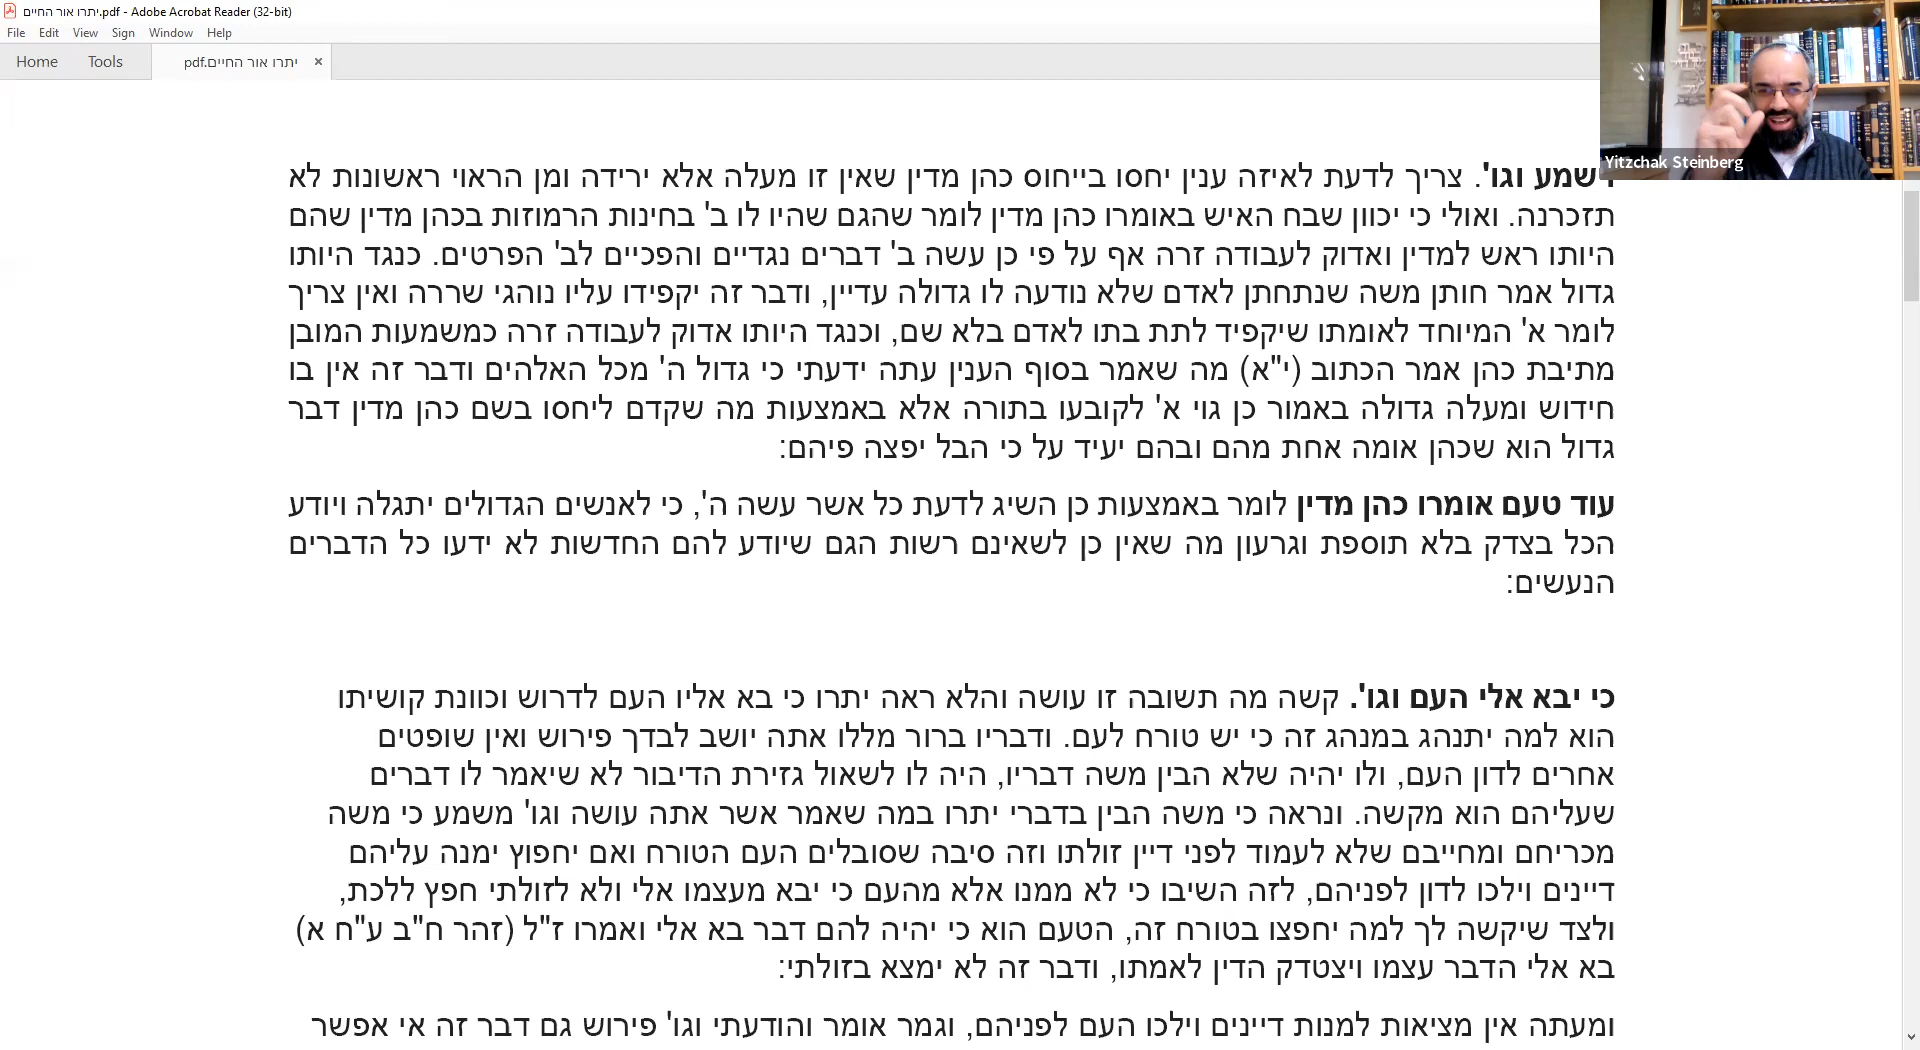 יתרו אור החיים.pdf - Adobe Acrobat Reader (32-bit)
File Edit View Sign Window Help
Home Tools יתרו אור החיים.pdf ×
Yitzchak Steinberg
וישמע וגו'. צריך לדעת לאיזה ענין יחסו בייחוס כהן מדין שאין זו מעלה אלא ירידה ומן הראוי ראשונות לא
תזכרנה. ואולי כי יכוון שבח האיש באומרו כהן מדין לומר שהגם שהיו לו ב' בחינות הרמוזות בכהן מדין שהם
היותו ראש למדין ואדוק לעבודה זרה אף על פי כן עשה ב' דברים נגדיים והפכיים לב' הפרטים. כנגד היותו
גדול אמר חותן משה שנתחתן לאדם שלא נודעה לו גדולה עדיין, ודבר זה יקפידו עליו נוהגי שררה ואין צריך
לומר א' המיוחד לאומתו שיקפיד לתת בתו לאדם בלא שם, וכנגד היותו אדוק לעבודה זרה כמשמעות המובן
מתיבת כהן אמר הכתוב (י"א) מה שאמר בסוף הענין עתה ידעתי כי גדול ה' מכל האלהים ודבר זה אין בו
חידוש ומעלה גדולה באמור כן גוי א' לקובעו בתורה אלא באמצעות מה שקדם ליחסו בשם כהן מדין דבר
גדול הוא שכהן אומה אחת מהם ובהם יעיד על כי הבל יפצה פיהם:
עוד טעם אומרו כהן מדין לומר באמצעות כן השיג לדעת כל אשר עשה ה', כי לאנשים הגדולים יתגלה ויודע
הכל בצדק בלא תוספת וגרעון מה שאין כן לשאינם רשות הגם שיודע להם החדשות לא ידעו כל הדברים
הנעשים:
כי יבא אלי העם וגו'. קשה מה תשובה זו עושה והלא ראה יתרו כי בא אליו העם לדרוש וכוונת קושיתו
הוא למה יתנהג במנהג זה כי יש טורח לעם. ודבריו ברור מללו אתה יושב לבדך פירוש ואין שופטים
אחרים לדון העם, ולו יהיה שלא הבין משה דבריו, היה לו לשאול גזירת הדיבור לא שיאמר לו דברים
שעליהם הוא מקשה. ונראה כי משה הבין בדברי יתרו במה שאמר אשר אתה עושה וגו' משמע כי משה
מכריחם ומחייבם שלא לעמוד לפני דיין זולתו וזה סיבה שסובלים העם הטורח ואם יחפוץ ימנה עליהם
דיינים וילכו לדון לפניהם, לזה השיבו כי לא ממנו אלא מהעם כי יבא מעצמו אלי ולא לזולתי חפץ ללכת,
ולצד שיקשה לך למה יחפצו בטורח זה, הטעם הוא כי יהיה להם דבר בא אלי ואמרו ז"ל (זהר ח"ב ע"ח א)
בא אלי הדבר עצמו ויצטדק הדין לאמתו, ודבר זה לא ימצא בזולתי:
ומעתה אין מציאות למנות דיינים וילכו העם לפניהם, וגמר אומר והודעתי וגו' פירוש גם דבר זה אי אפשר